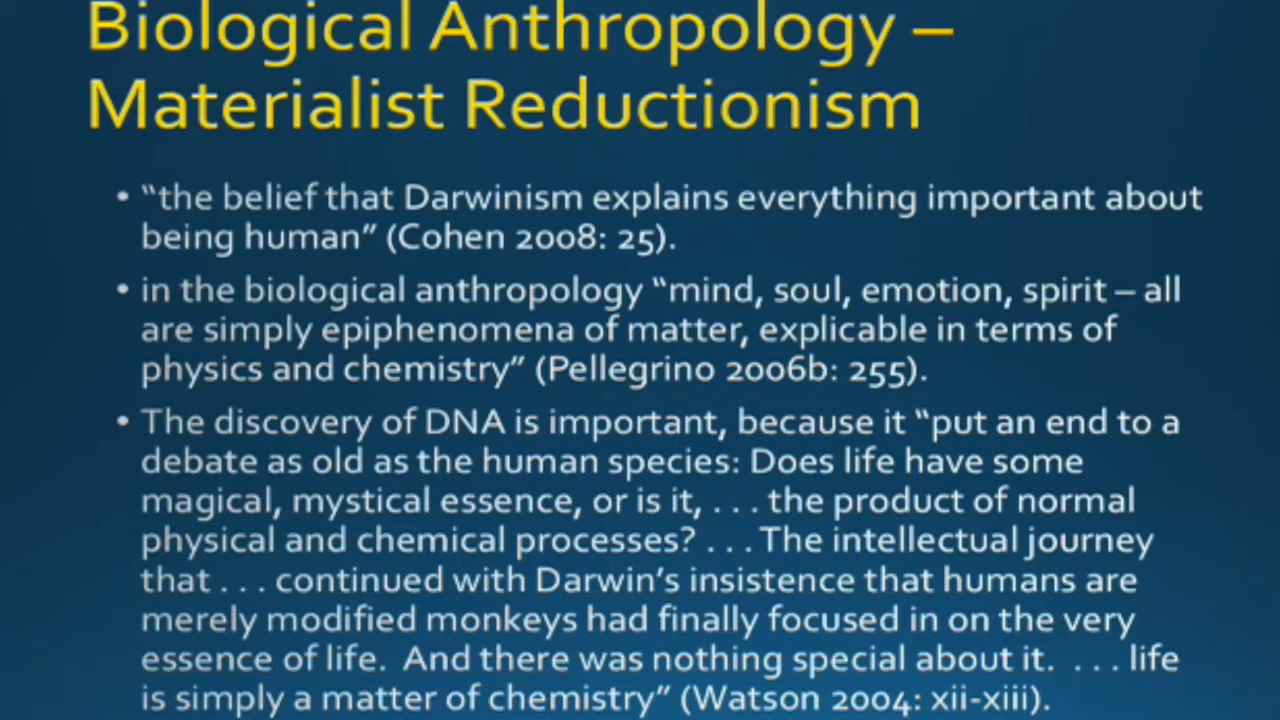 Biological Anthropology –
Materialist Reductionism
• “the belief that Darwinism explains everything important about
being human” (Cohen 2008: 25).
• in the biological anthropology “mind, soul, emotion, spirit – all
are simply epiphenomena of matter, explicable in terms of
physics and chemistry” (Pellegrino 2006b: 255).
• The discovery of DNA is important, because it “put an end to a
debate as old as the human species: Does life have some
magical, mystical essence, or is it, . . . the product of normal
physical and chemical processes? . . . The intellectual journey
that . . . continued with Darwin’s insistence that humans are
merely modified monkeys had finally focused in on the very
essence of life. And there was nothing special about it. . . . life
is simply a matter of chemistry” (Watson 2004: xii-xiii).